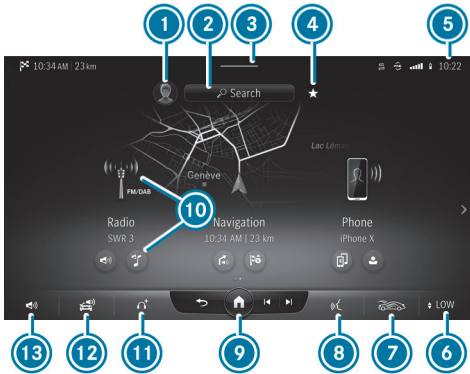 1 2 3 4 5
10:34 AM | 23 km
10:22
Search
Lac Lém
Genève
FM/DAB
10
Radio Navigation Phone
SWR 3 10:34 AM | 23 km iPhone X
LOW
13 12 11 9 8 7 6